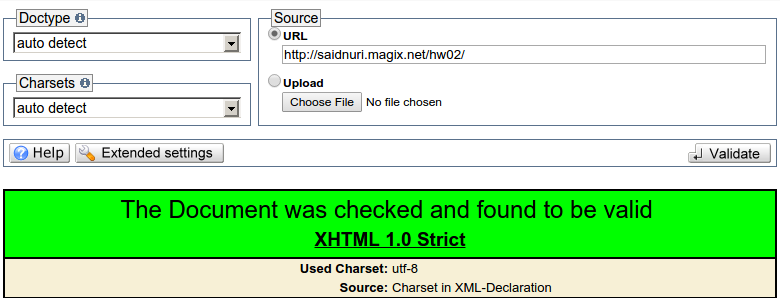 Doctype
auto detect
Charsets
auto detect
Source
URL
http://saidnuri.magix.net/hw02/
Upload
Choose File No file chosen
Help Extended settings Validate
The Document was checked and found to be valid
XHTML 1.0 Strict
Used Charset: utf-8
Source: Charset in XML-Declaration